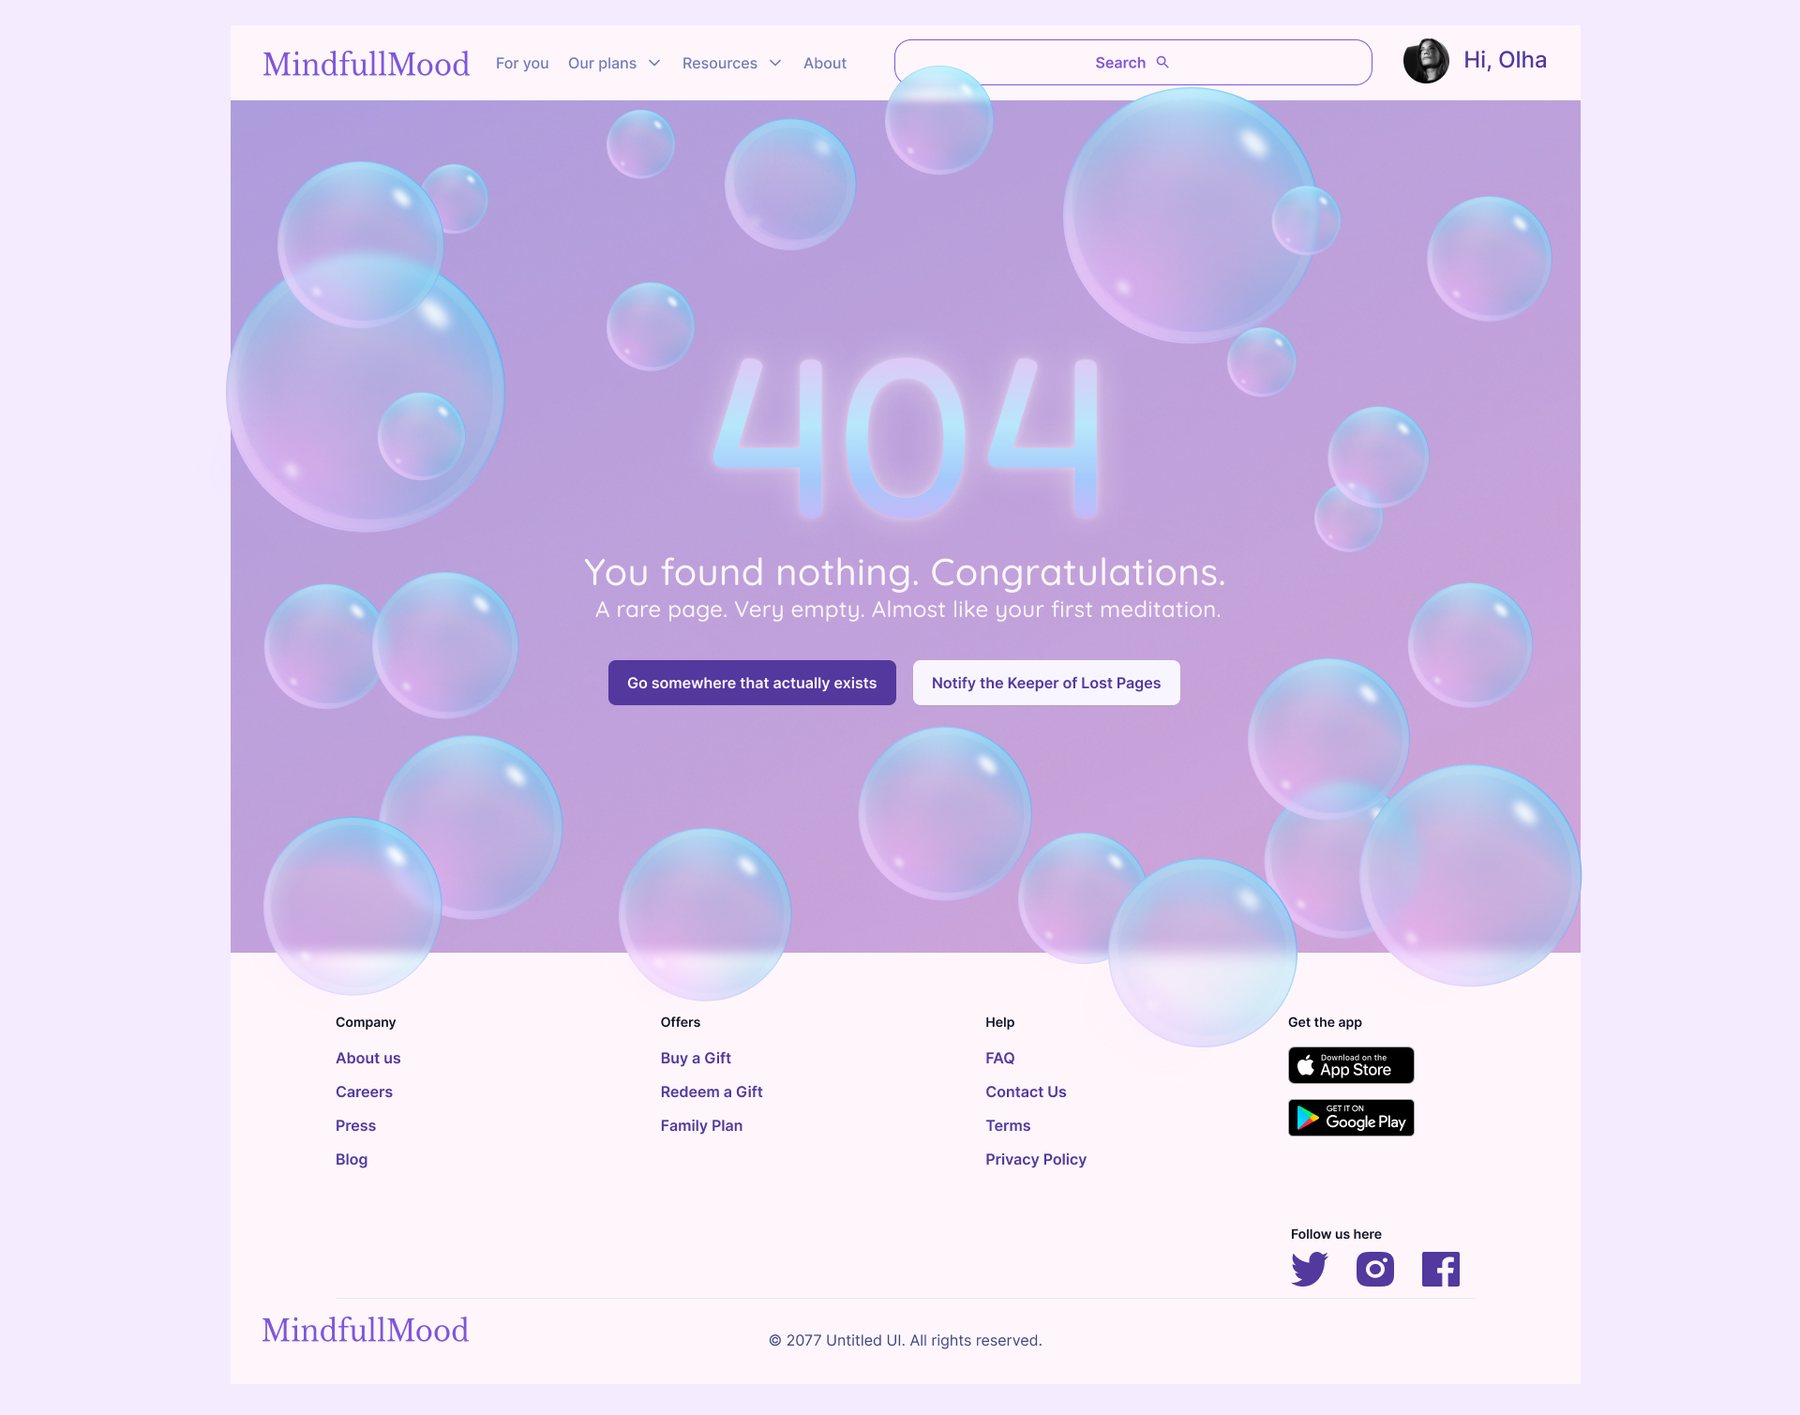 MindfullMood
For you
Our plans
Resources
About
Search
Hi, Olha
404
You found nothing. Congratulations.
A rare page. Very empty. Almost like your first meditation.
Go somewhere that actually exists
Notify the Keeper of Lost Pages
Company
About us
Careers
Press
Blog
Offers
Buy a Gift
Redeem a Gift
Family Plan
Help
FAQ
Contact Us
Terms
Privacy Policy
Get the app
Download on the
App Store
GET IT ON
Google Play
Follow us here
MindfullMood
© 2077 Untitled UI. All rights reserved.